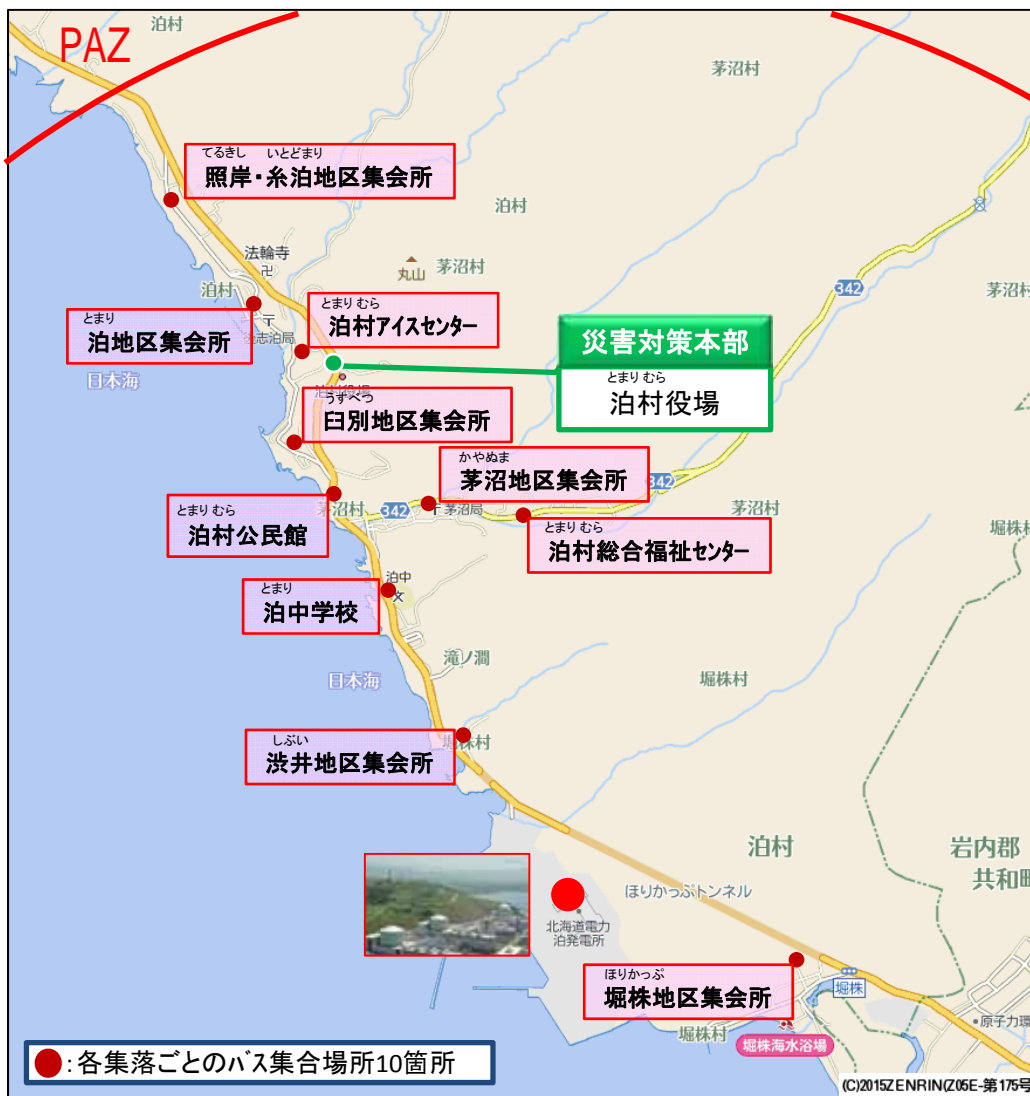 泊村
PAZ
茅沼村
てるきし いとどまり
照岸・糸泊地区集会所
泊村
法輪寺
丸山
茅沼村
342
茅沼村
泊村
とまり
泊地区集会所
日本海
とまり むら
泊村アイスセンター
災害対策本部
とまり むら
泊村役場
うすべつ
臼別地区集会所
かやぬま
茅沼地区集会所
342
342
茅沼村
茅沼村
茅沼局
とまり むら
泊村公民館
とまり むら
泊村総合福祉センター
堀株村
とまり
泊中学校
泊中
滝ノ澗
日本海
堀株村
しぶい
渋井地区集会所
堀株村
泊村
岩内郡
共和町
ほりかっぷトンネル
北海道電力
泊発電所
ほりかっぷ
堀株地区集会所
堀株
堀株村
堀株海水浴場
原子力環
●:各集落ごとのバス集合場所10箇所
(C)2015ZENRIN(Z05E-第175号